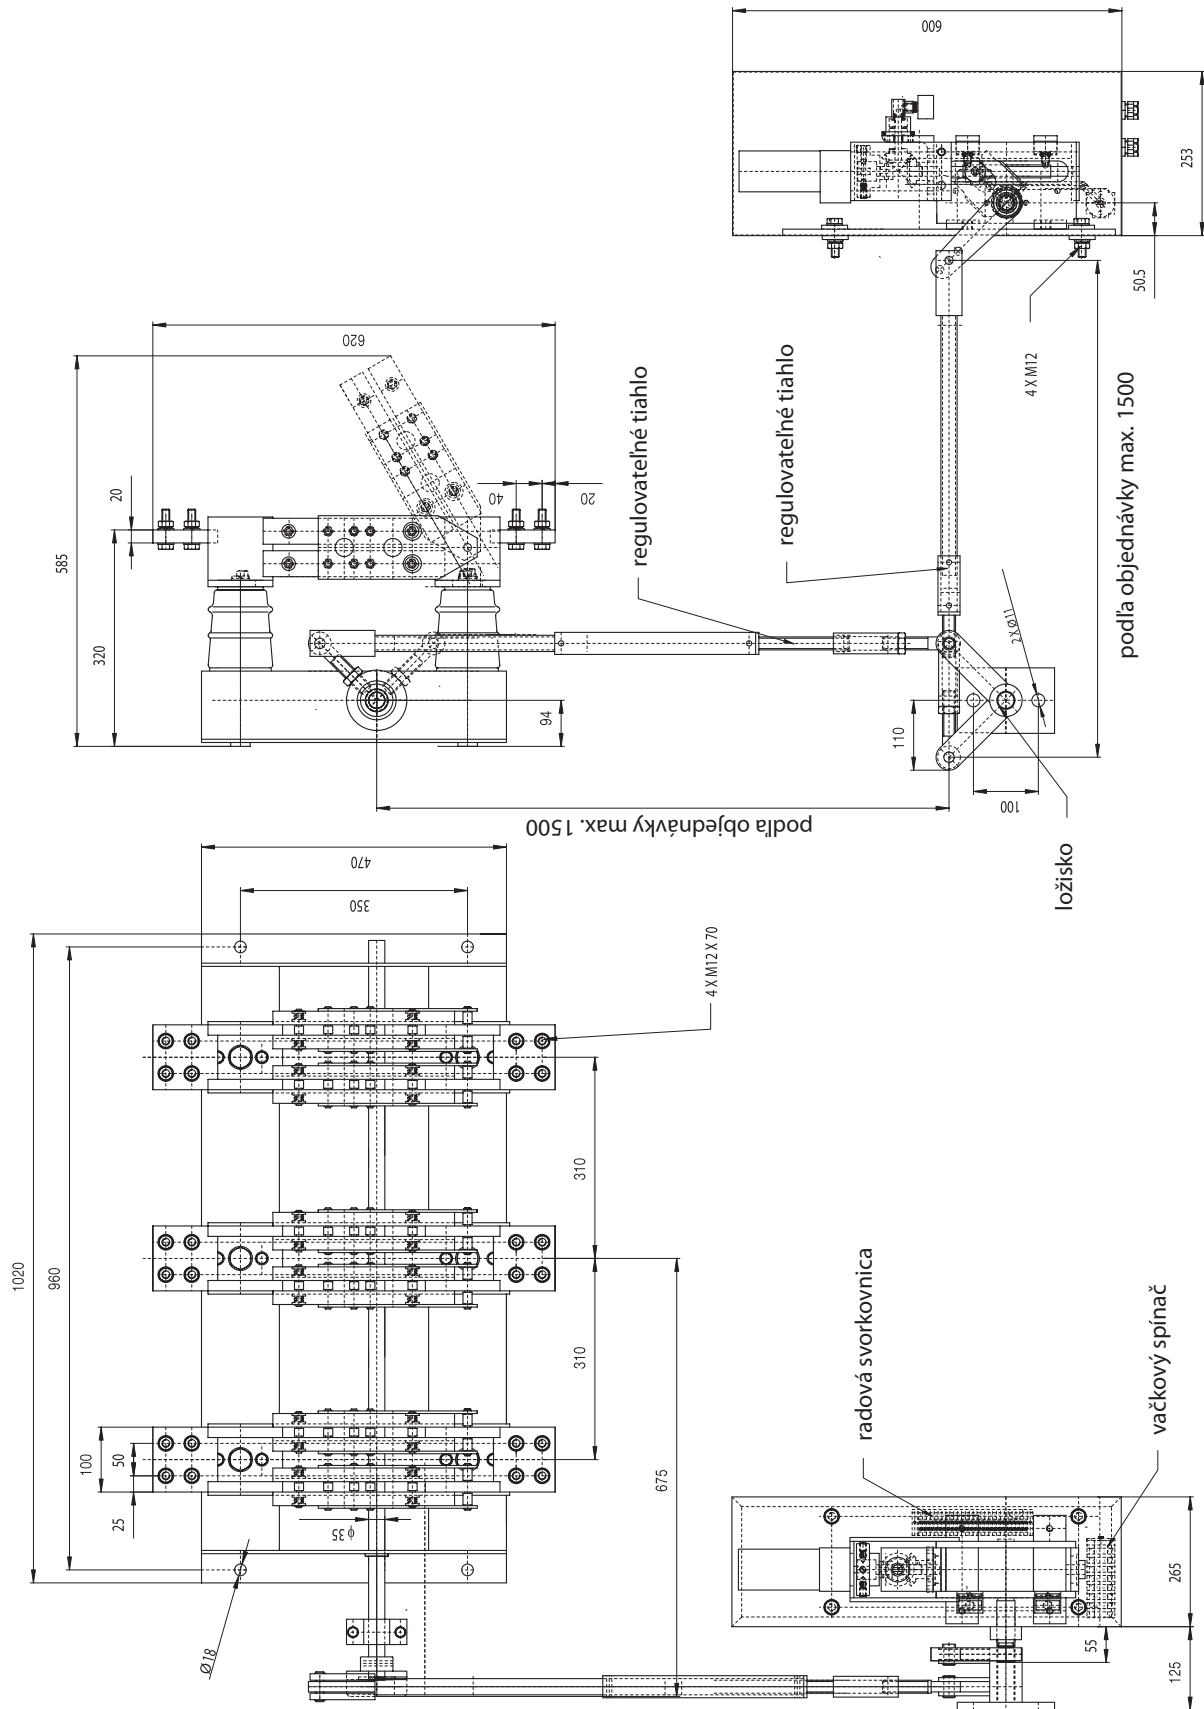 600
253
50.5
4 X M12
podľa objednávky max. 1500
620
585
20
320
40
20
94
regulovateľné tiahlo
regulovateľné tiahlo
2X Ø11
110
100
ložisko
podľa objednávky max. 1500
470
350
4 X M12 X 70
1020
960
310
310
675
100
50
25
ϕ 35
Ø18
radová svorkovnica
vačkový spínač
265
55
125